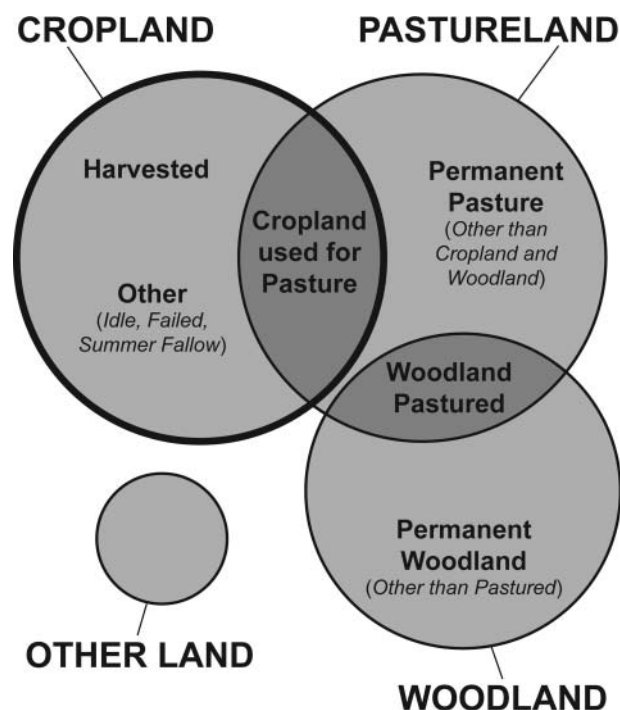 CROPLAND
PASTURELAND
Harvested
Other
(Idle, Failed,
Summer Fallow)
Cropland
used for
Pasture
Permanent
Pasture
(Other than
Cropland and
Woodland)
Woodland
Pastured
Permanent
Woodland
(Other than Pastured)
OTHER LAND
WOODLAND